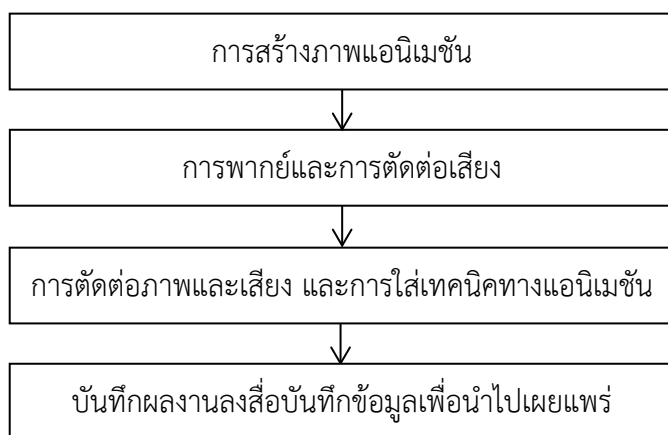 การสร้างภาพแอนิเมชัน
การพากย์และการตัดต่อเสียง
การตัดต่อภาพและเสียง และการใส่เทคนิคทางแอนิเมชัน
บันทึกผลงานลงสื่อบันทึกข้อมูลเพื่อนำไปเผยแพร่